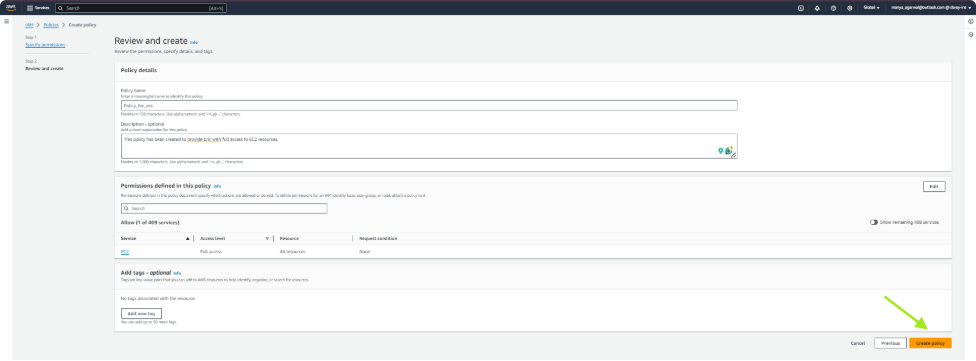 aws
Services
Search
[Alt+S]
Global
IAM > Policies > Create policy
Step 1
Specify permissions
Step 2
Review and create
Review and create Info
Review the permissions, specify details, and tags.
Policy details
Policy name
Enter a meaningful name to identify this policy.
Policy_for_eric
Maximum 128 characters. Use alphanumeric and '+=,.@-_' characters.
Description - optional
Add a short explanation for this policy.
This policy has been created to provide Eric with full access to EC2 resources.
Maximum 1,000 characters. Use alphanumeric and '+=,.@-_' characters.
Permissions defined in this policy Info
Edit
Permissions defined in this policy document specify which actions are allowed or denied. To define permissions for an IAM identity (user, user group, or role), attach a policy to it
Search
Allow (1 of 409 services)
Show remaining 408 services
Service
Access level
Resource
Request condition
EC2
Full access
All resources
None
Add tags - optional Info
Tags are key-value pairs that you can add to AWS resources to help identify, organize, or search for resources.
No tags associated with the resource.
Add new tag
You can add up to 50 more tags.
Cancel
Previous
Create policy